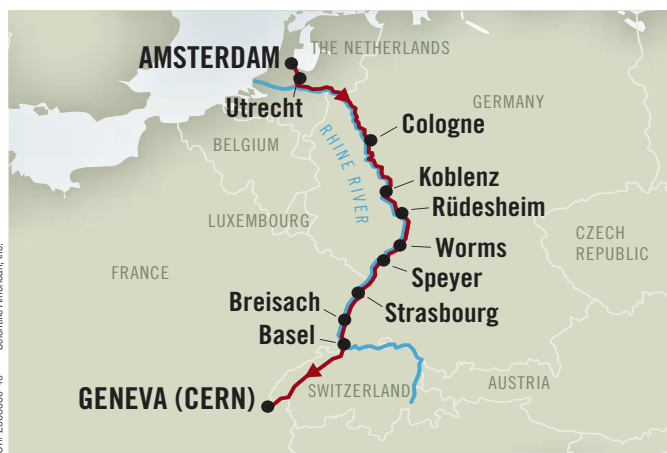 THE NETHERLANDS
AMSTERDAM
Utrecht
GERMANY
Cologne
BELGIUM
RHINE RIVER
Koblenz
Rüdesheim
LUXEMBOURG
CZECH
REPUBLIC
Worms
FRANCE
Speyer
Breisach
Strasbourg
Basel
SWITZERLAND
AUSTRIA
GENEVA (CERN)